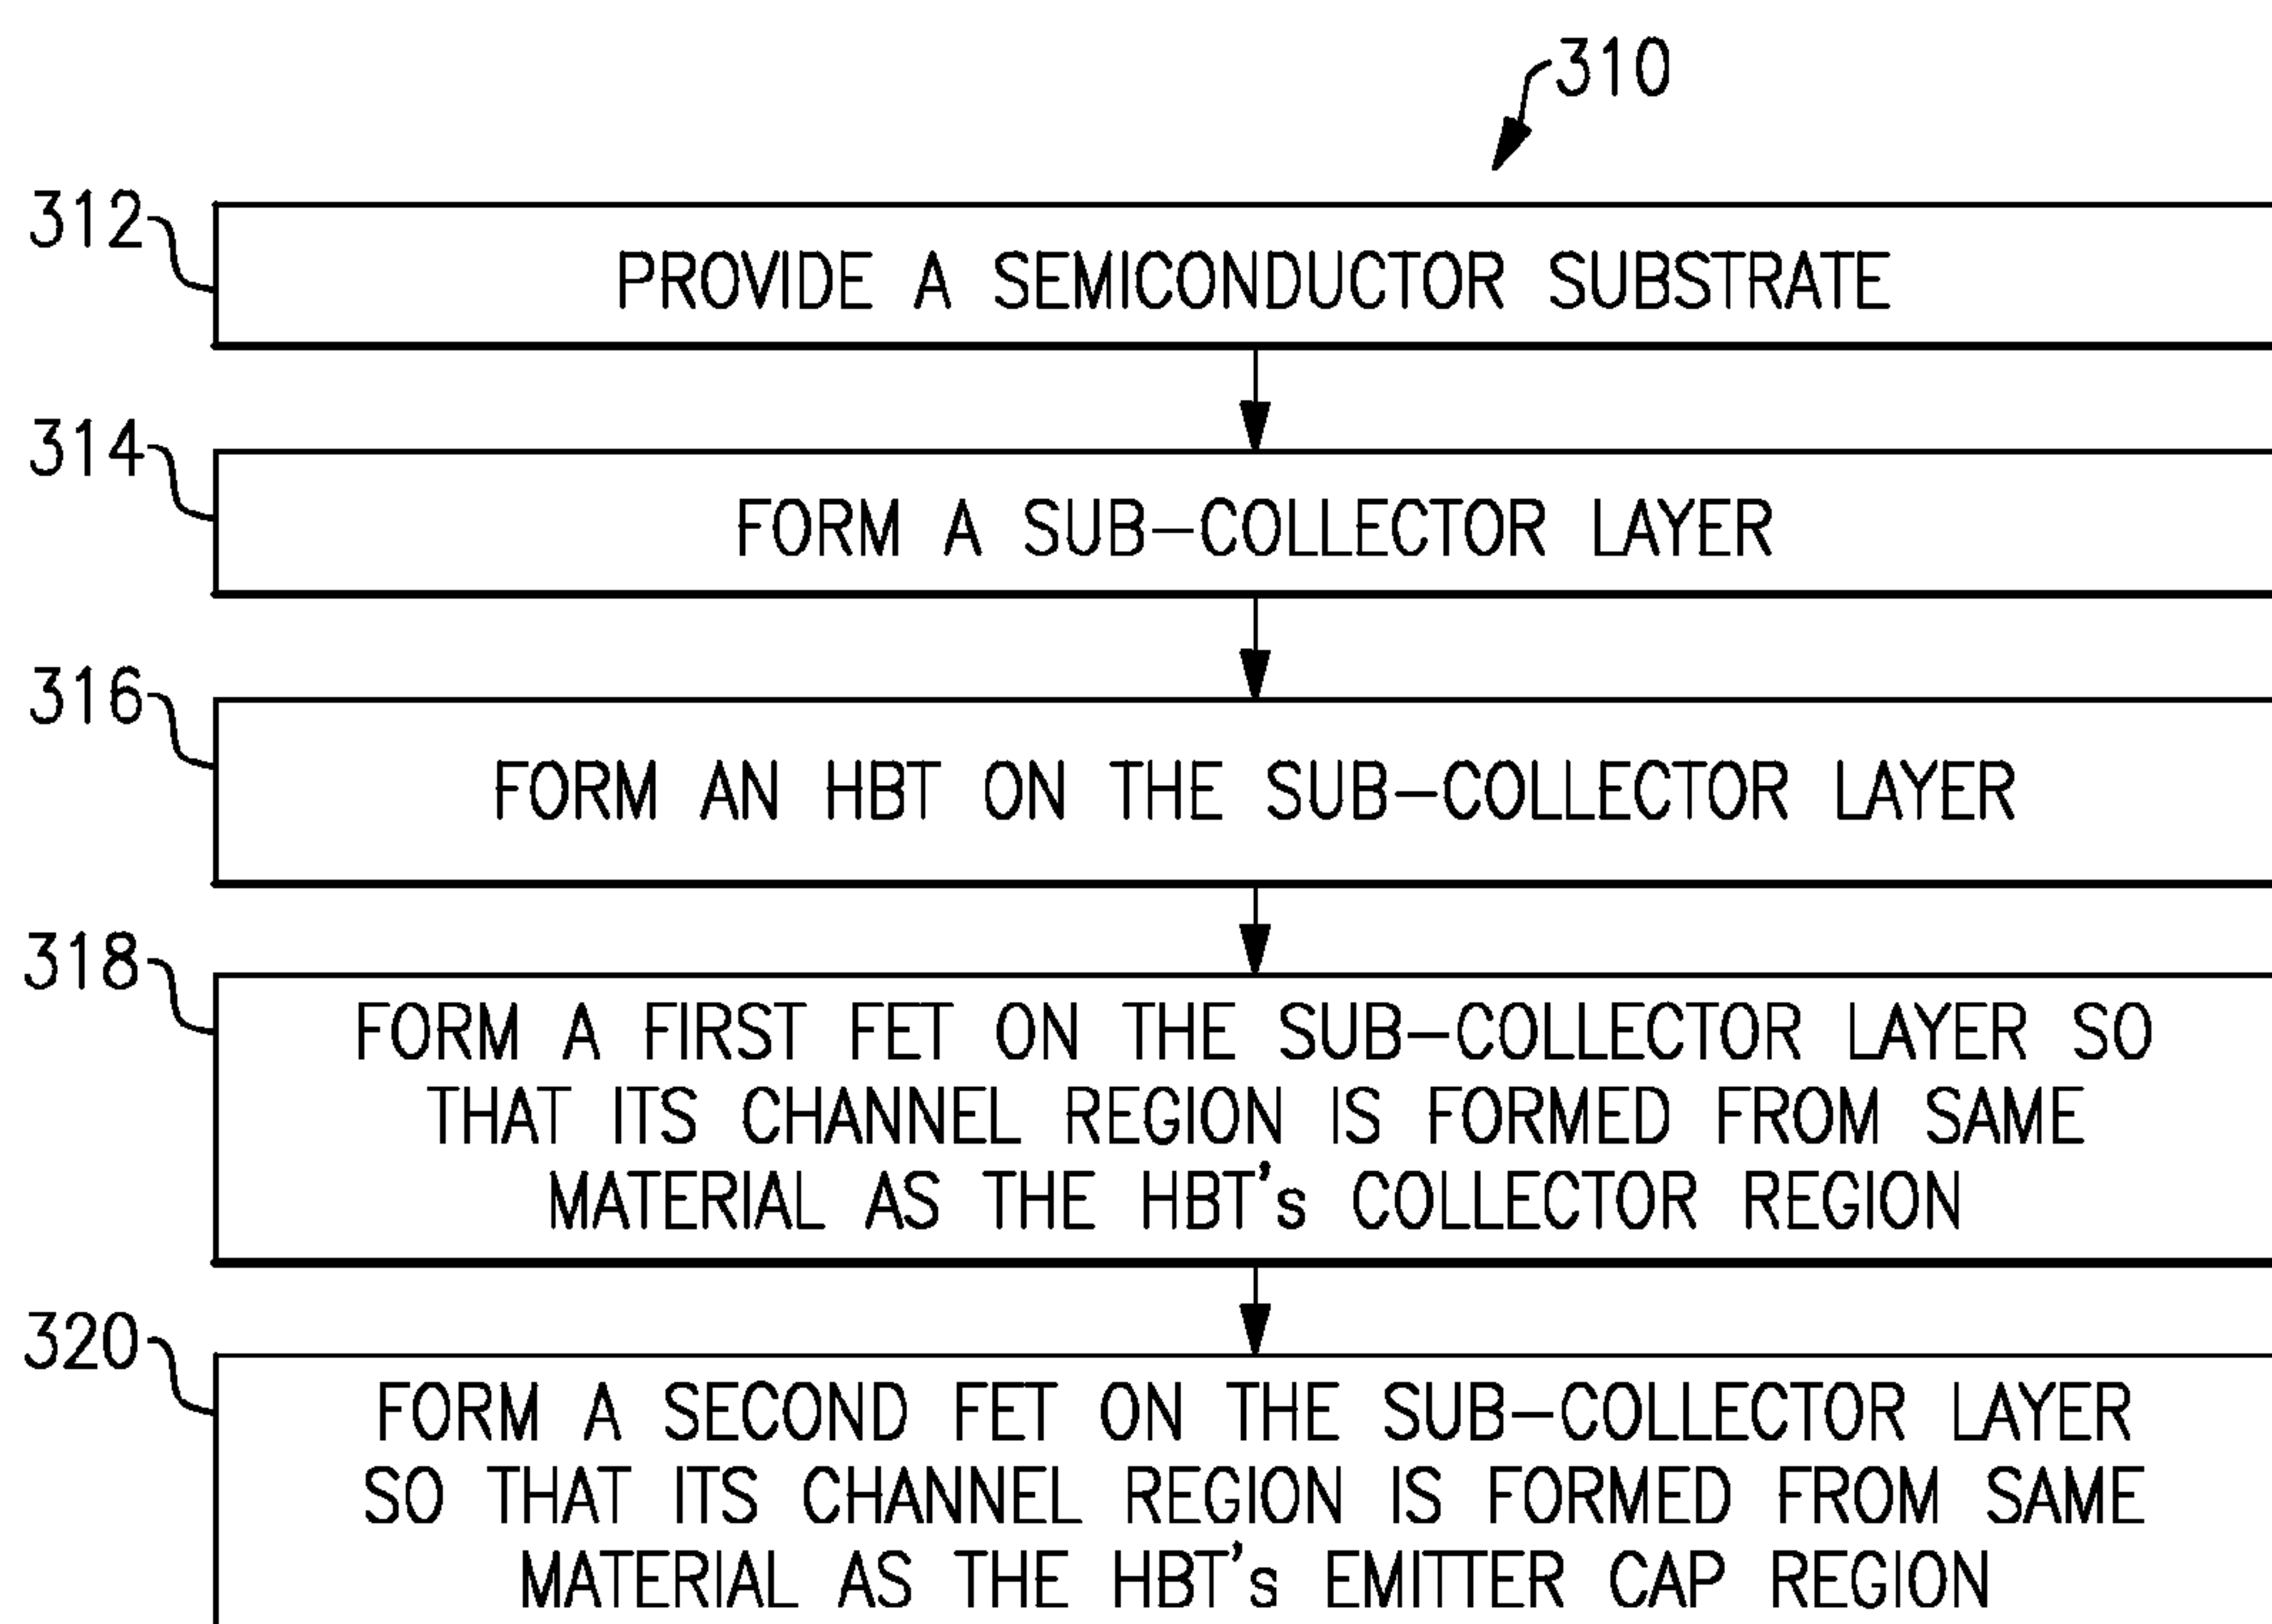 310
312
PROVIDE A SEMICONDUCTOR SUBSTRATE
314
FORM A SUB-COLLECTOR LAYER
316
FORM AN HBT ON THE SUB-COLLECTOR LAYER
318
FORM A FIRST FET ON THE SUB-COLLECTOR LAYER SO
THAT ITS CHANNEL REGION IS FORMED FROM SAME
MATERIAL AS THE HBT's COLLECTOR REGION
320
FORM A SECOND FET ON THE SUB-COLLECTOR LAYER
SO THAT ITS CHANNEL REGION IS FORMED FROM SAME
MATERIAL AS THE HBT's EMITTER CAP REGION